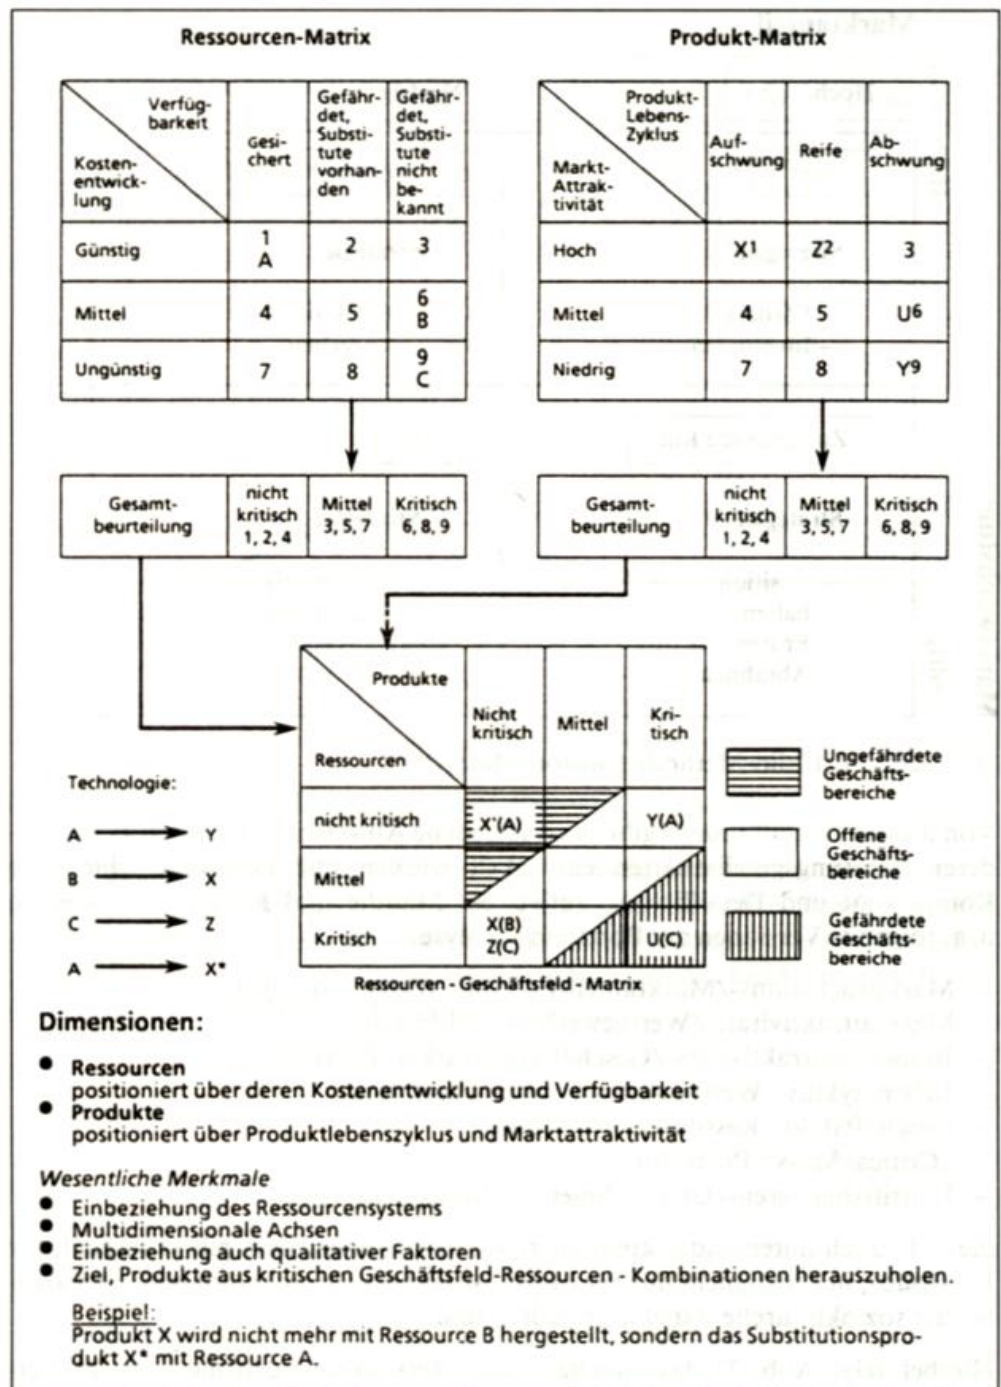 Ressourcen-Matrix
Verfüg-
barkeit
Kosten-
entwick-
lung
Gesi-
chert
Gefähr-
det,
Substi-
tute
vorhan-
den
Gefähr-
det,
Substi-
tute
nicht
be-
kannt
Günstig
1
A
2
3
Mittel
4
5
6
B
Ungünstig
7
8
9
C
Produkt-Matrix
Produkt-
Lebens-
Zyklus
Markt-
Attrak-
tivität
Auf-
schwung
Reife
Ab-
schwung
Hoch
X1
Z2
3
Mittel
4
5
U6
Niedrig
7
8
Y9
Gesamt-
beurteilung
nicht
kritisch
1, 2, 4
Mittel
3, 5, 7
Kritisch
6, 8, 9
Gesamt-
beurteilung
nicht
kritisch
1, 2, 4
Mittel
3, 5, 7
Kritisch
6, 8, 9
Produkte
Ressourcen
Nicht
kritisch
Mittel
Kri-
tisch
nicht kritisch
X*(A)
Y(A)
Mittel
Kritisch
X(B)
Z(C)
U(C)
Ressourcen - Geschäftsfeld - Matrix
Ungefährdete
Geschäfts-
bereiche
Offene
Geschäfts-
bereiche
Gefährdete
Geschäfts-
bereiche
Technologie:
A → Y
B → X
C → Z
A → X*
Dimensionen:
● Ressourcen
positioniert über deren Kostenentwicklung und Verfügbarkeit
● Produkte
positioniert über Produktlebenszyklus und Marktattraktivität
Wesentliche Merkmale
● Einbeziehung des Ressourcensystems
● Multidimensionale Achsen
● Einbeziehung auch qualitativer Faktoren
● Ziel, Produkte aus kritischen Geschäftsfeld-Ressourcen - Kombinationen herauszuholen.
Beispiel:
Produkt X wird nicht mehr mit Ressource B hergestellt, sondern das Substitutionspro-
dukt X* mit Ressource A.